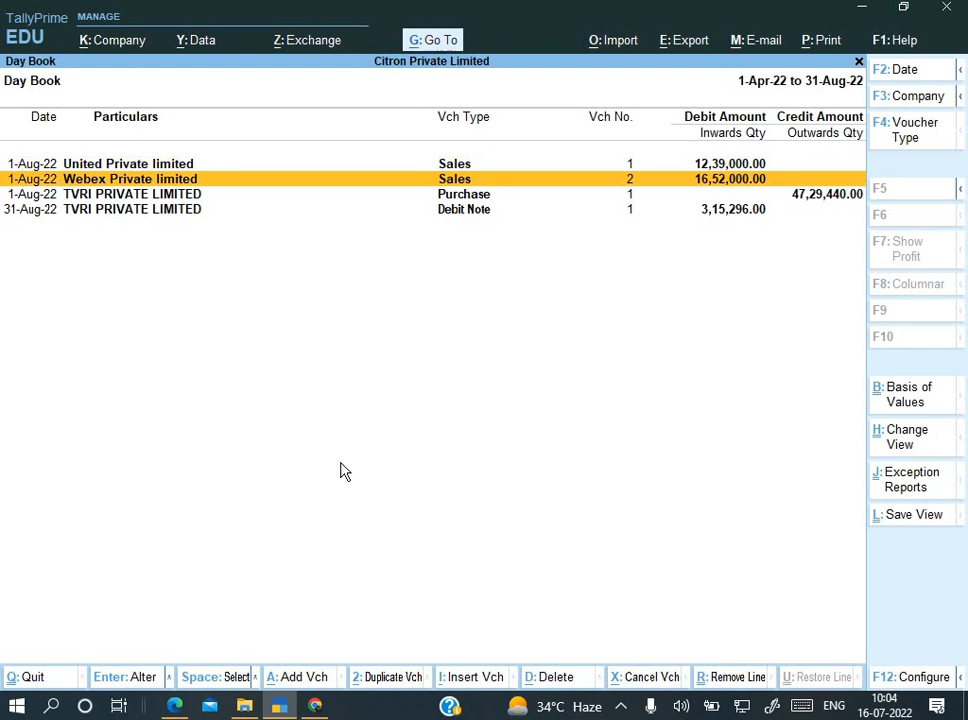 TallyPrime MANAGE
EDU K: Company Y: Data Z: Exchange G: Go To O: Import E: Export M: E-mail P: Print F1: Help
Day Book Citron Private Limited
Day Book 1-Apr-22 to 31-Aug-22
Date Particulars Vch Type Vch No. Debit Amount Credit Amount
Inwards Qty Outwards Qty
1-Aug-22 United Private limited Sales 1 12,39,000.00
1-Aug-22 Webex Private limited Sales 2 16,52,000.00
1-Aug-22 TVRI PRIVATE LIMITED Purchase 1 47,29,440.00
31-Aug-22 TVRI PRIVATE LIMITED Debit Note 1 3,15,296.00
F2: Date
F3: Company
F4: Voucher
Type
F5
F6
F7: Show
Profit
F8: Columnar
F9
F10
B: Basis of
Values
H: Change
View
J: Exception
Reports
L: Save View
Q: Quit Enter: Alter Space: Select A: Add Vch 2: Duplicate Vch I: Insert Vch D: Delete X: Cancel Vch R: Remove Line U: Restore Line F12: Configure
34°C Haze ENG 10:04
16-07-2022